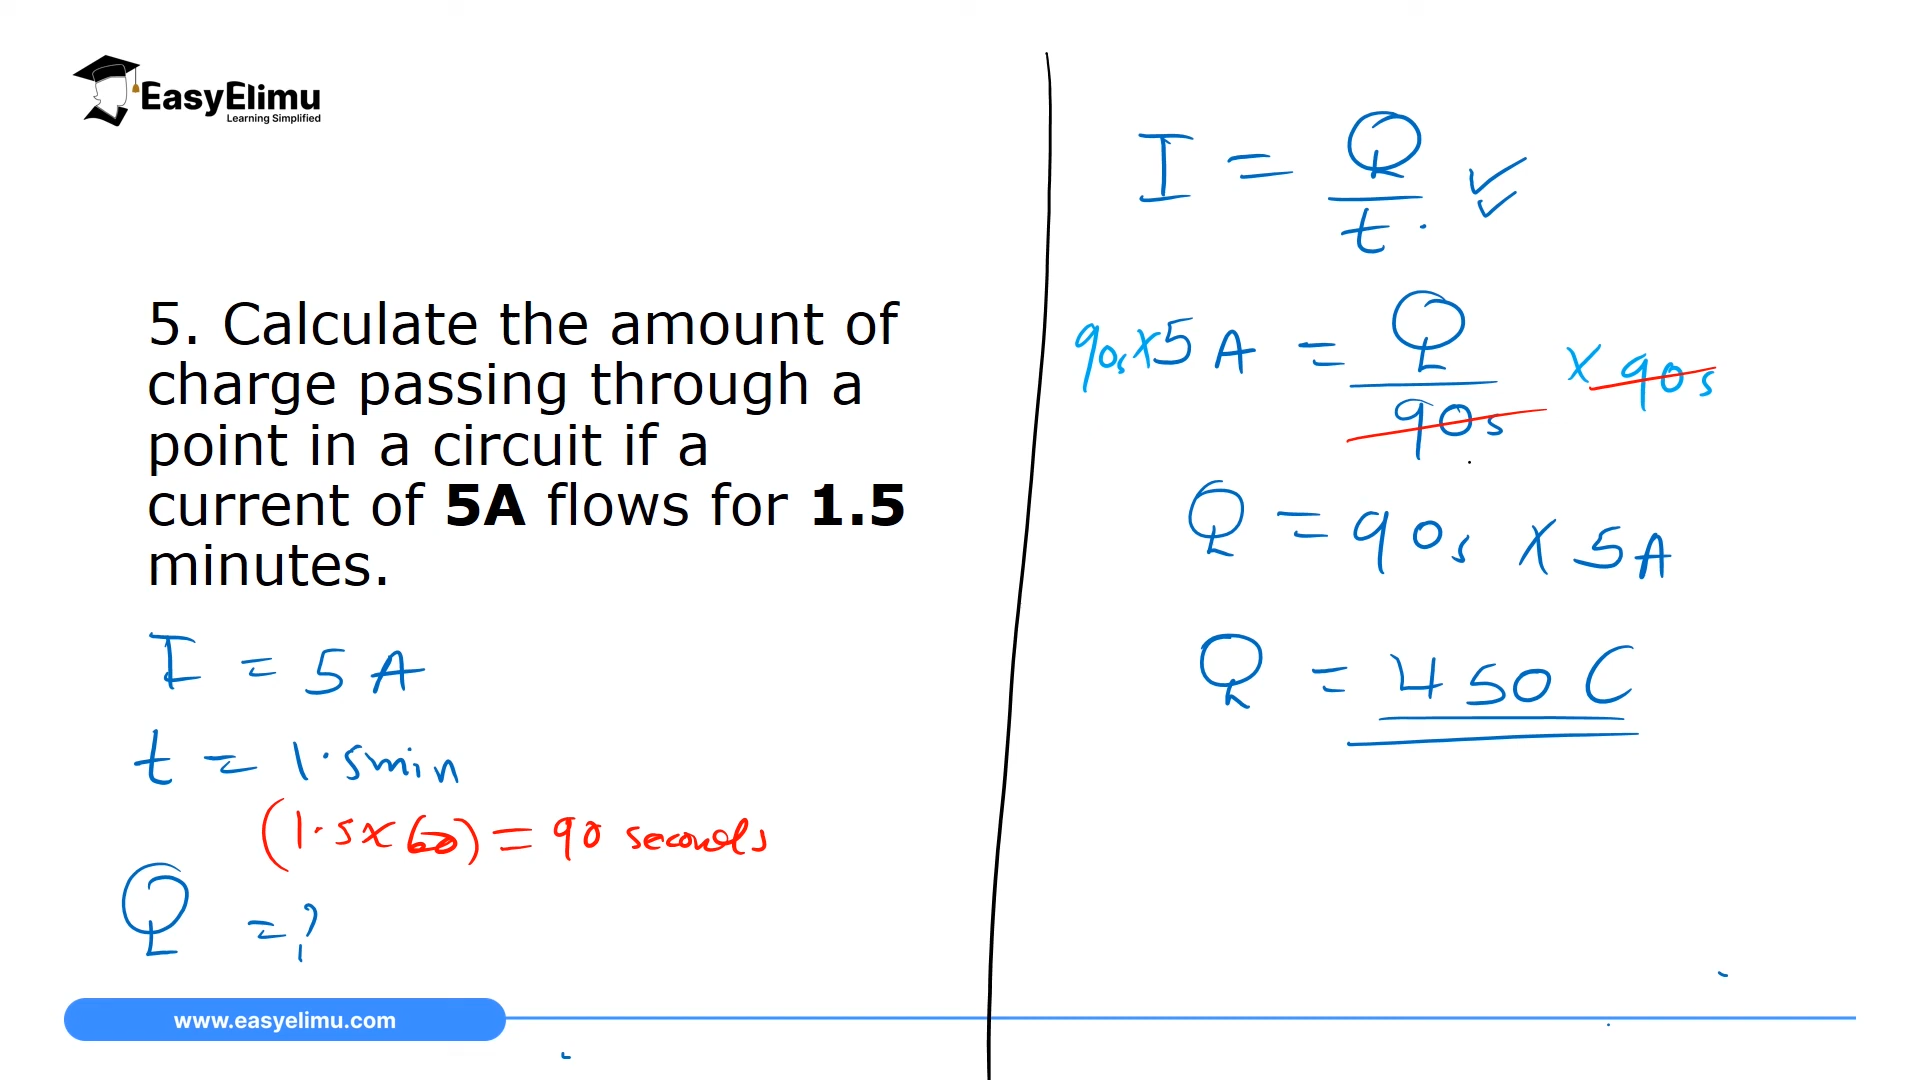 EasyElimu
Learning Simplified
5. Calculate the amount of
charge passing through a
point in a circuit if a
current of 5A flows for 1.5
minutes.
I = 5 A
t = 1.5min
(1.5x60) = 90 seconds
Q = ?
www.easyelimu.com
I = Q/t.
90s x 5 A = Q/90s x 90s
Q = 90s x 5A
Q = 450 C